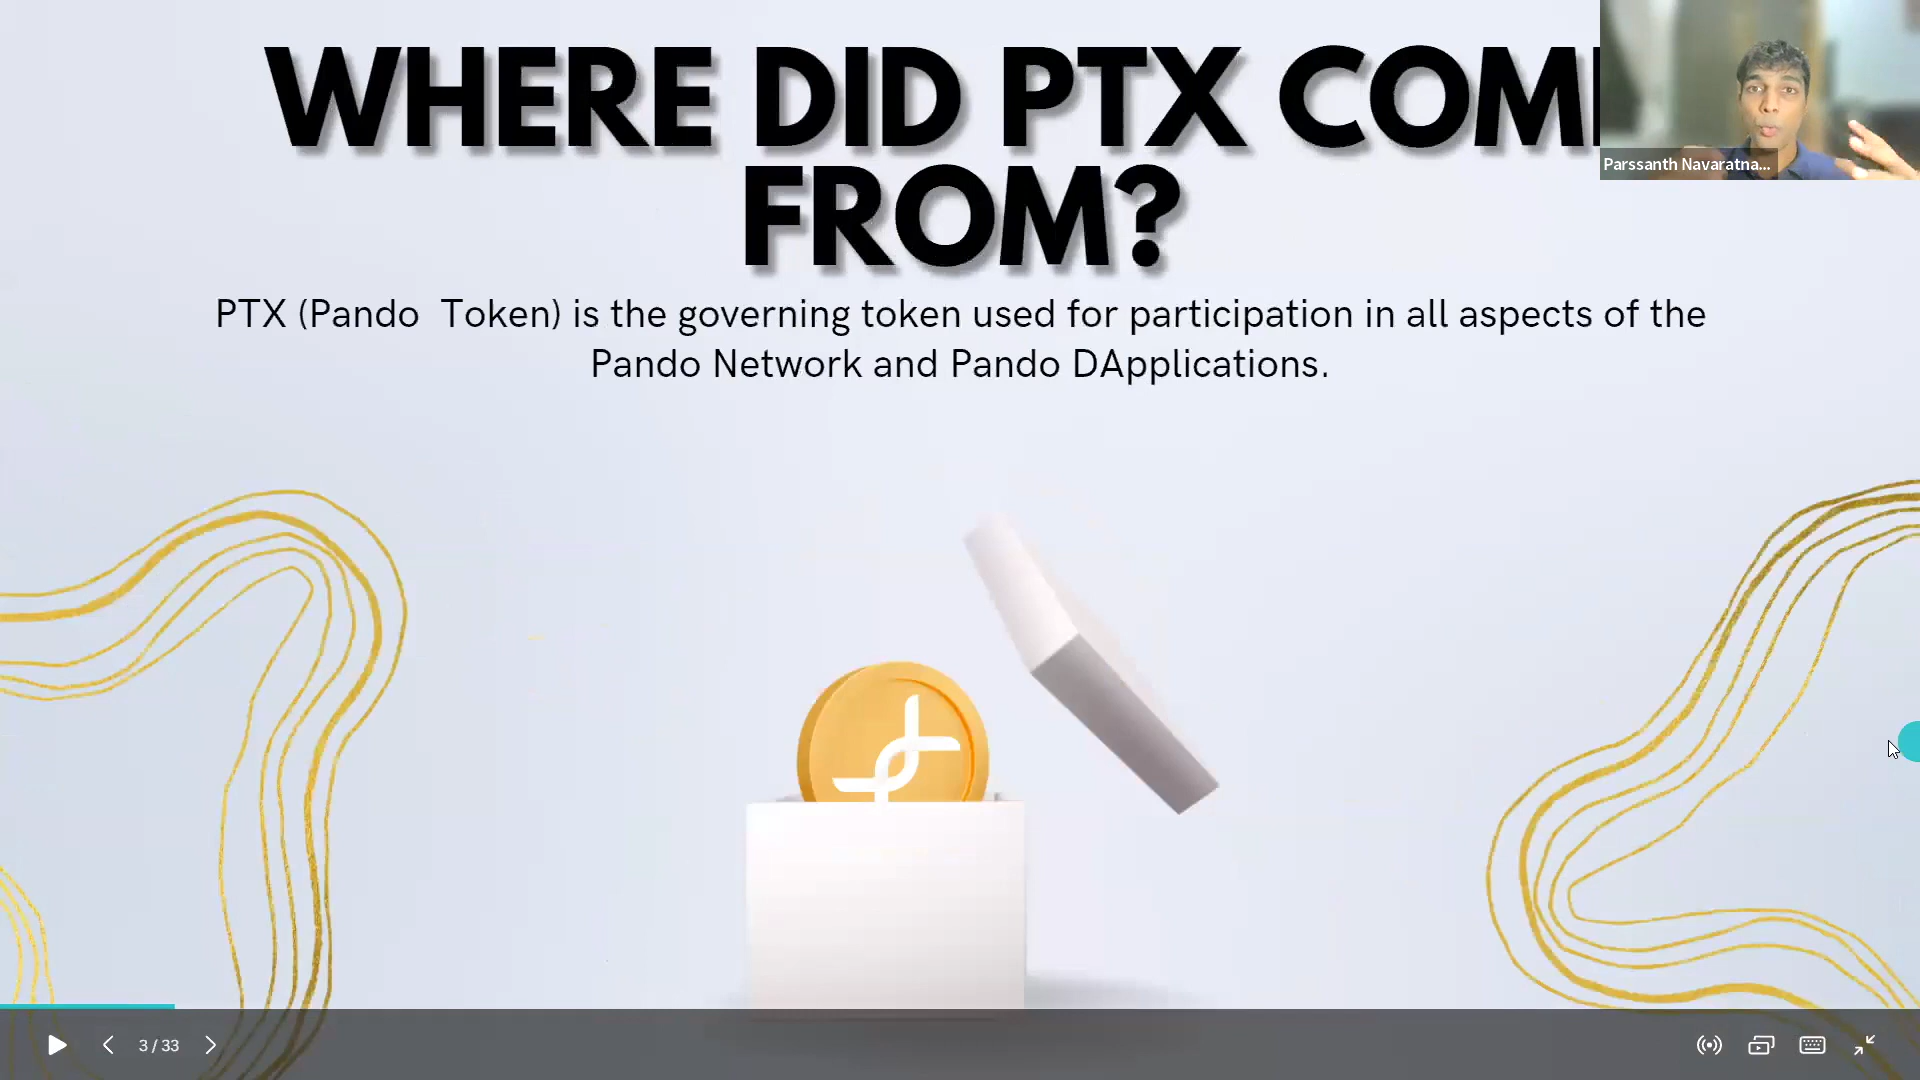 WHERE DID PTX COM
FROM?
Parssanth Navaratna...
PTX (Pando Token) is the governing token used for participation in all aspects of the
Pando Network and Pando DApplications.
3 / 33